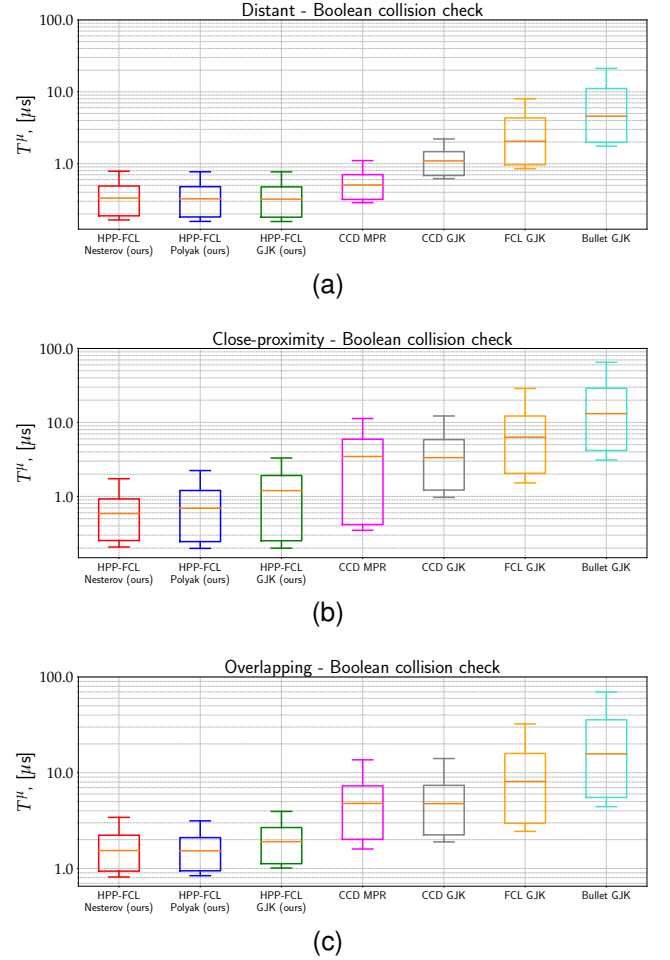 Distant - Boolean collision check
100.0
10.0
1.0
T^μ, [μs]
HPP-FCL
Nesterov (ours)
HPP-FCL
Polyak (ours)
HPP-FCL
GJK (ours)
CCD MPR
CCD GJK
FCL GJK
Bullet GJK
(a)
Close-proximity - Boolean collision check
100.0
10.0
1.0
T^μ, [μs]
HPP-FCL
Nesterov (ours)
HPP-FCL
Polyak (ours)
HPP-FCL
GJK (ours)
CCD MPR
CCD GJK
FCL GJK
Bullet GJK
(b)
Overlapping - Boolean collision check
100.0
10.0
1.0
T^μ, [μs]
HPP-FCL
Nesterov (ours)
HPP-FCL
Polyak (ours)
HPP-FCL
GJK (ours)
CCD MPR
CCD GJK
FCL GJK
Bullet GJK
(c)